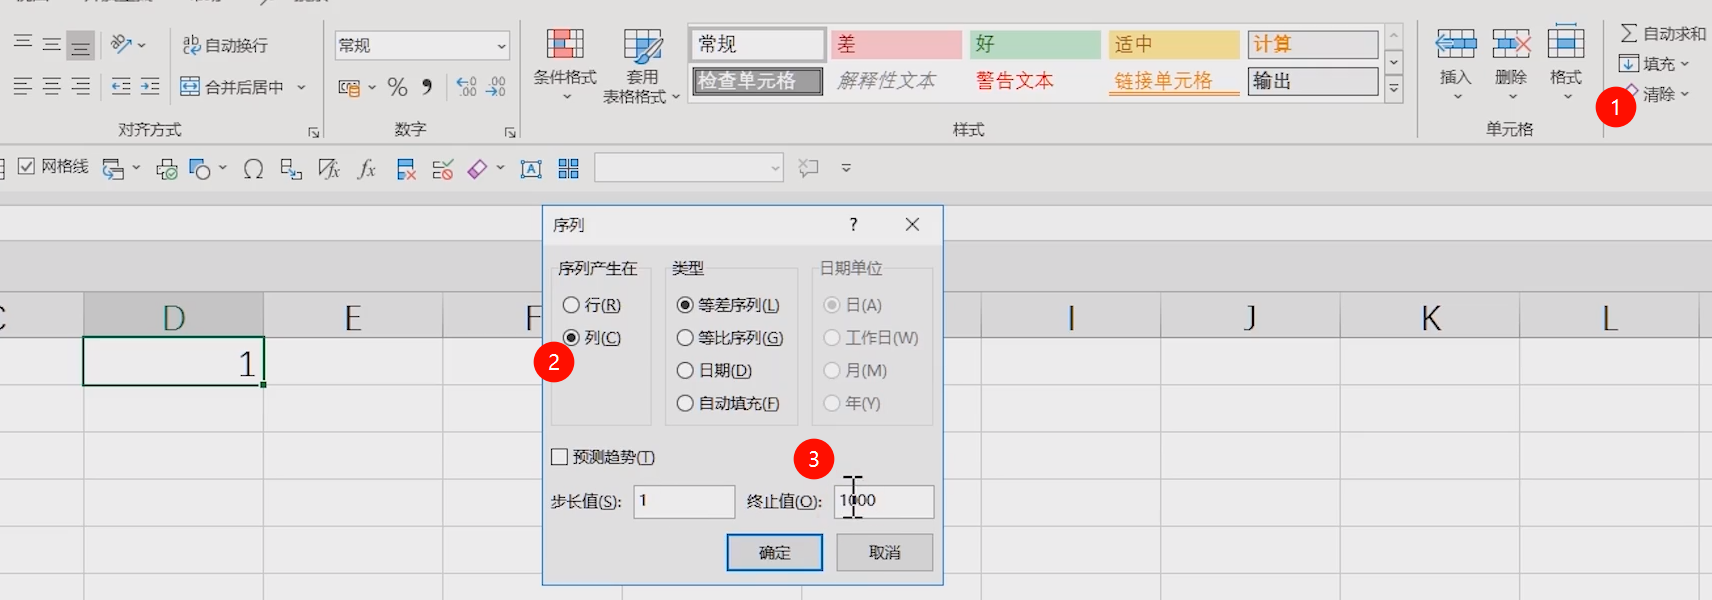 自动换行
常规
条件格式
套用
表格格式
常规
差
好
适中
计算
检查单元格
解释性文本
警告文本
链接单元格
输出
插入
删除
格式
自动求和
填充
清除
1
合并后居中
对齐方式
数字
样式
单元格
网格线
序列
?
D
E
F
I
J
K
L
1
序列产生在
类型
日期单位
行(R)
等差序列(L)
日(A)
列(C)
等比序列(G)
工作日(W)
2
日期(D)
月(M)
自动填充(F)
年(Y)
预测趋势(T)
3
步长值(S): 1
终止值(O): 1000
确定
取消